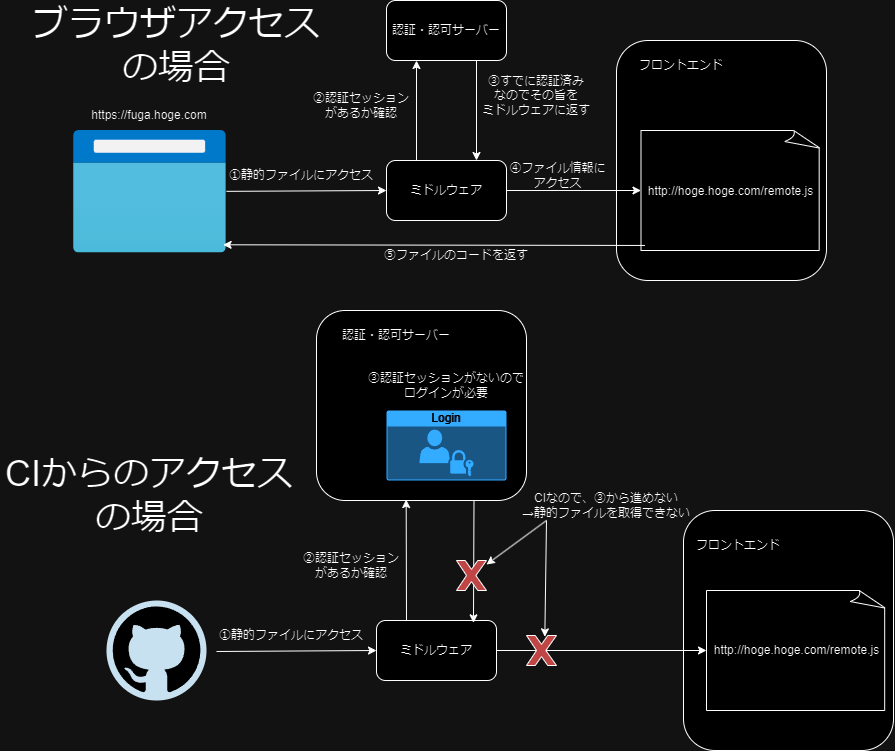 ブラウザアクセス
の場合
認証・認可サーバー
②認証セッション
があるか確認
③すでに認証済み
なのでその旨を
ミドルウェアに返す
フロントエンド
https://fuga.hoge.com
①静的ファイルにアクセス
ミドルウェア
④ファイル情報に
アクセス
http://hoge.hoge.com/remote.js
⑤ファイルのコードを返す
認証・認可サーバー
③認証セッションがないので
ログインが必要
Login
CIからのアクセス
の場合
CIなので、③から進めない
→静的ファイルを取得できない
②認証セッション
があるか確認
フロントエンド
①静的ファイルにアクセス
ミドルウェア
http://hoge.hoge.com/remote.js